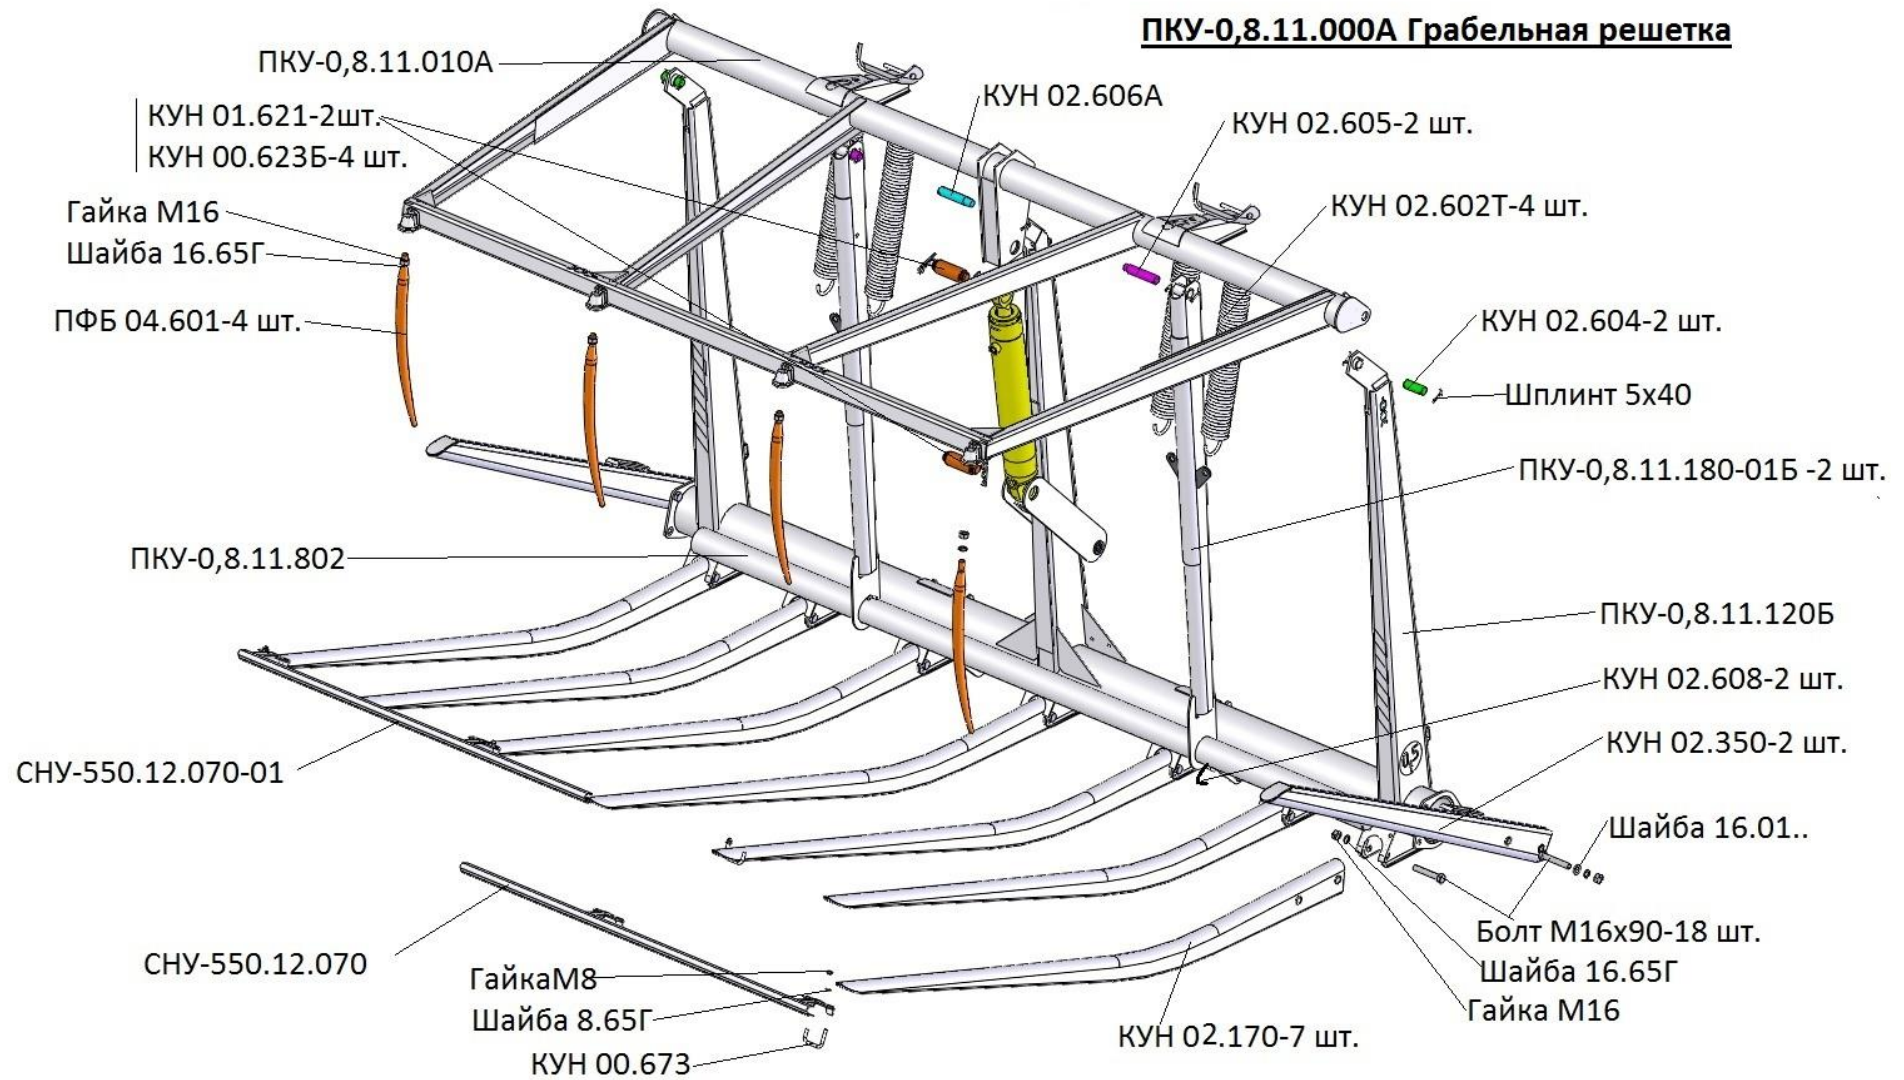 ПКУ-0,8.11.000А Грабельная решетка
ПКУ-0,8.11.010А
КУН 01.621-2шт.
КУН 00.623Б-4 шт.
Гайка М16
Шайба 16.65Г
ПФБ 04.601-4 шт.
КУН 02.606А
КУН 02.605-2 шт.
КУН 02.602Т-4 шт.
КУН 02.604-2 шт.
Шплинт 5х40
ПКУ-0,8.11.180-01Б -2 шт.
ПКУ-0,8.11.802
ПКУ-0,8.11.120Б
КУН 02.608-2 шт.
КУН 02.350-2 шт.
0,5
СНУ-550.12.070-01
Шайба 16.01..
Болт М16х90-18 шт.
Шайба 16.65Г
Гайка М16
СНУ-550.12.070
ГайкаМ8
Шайба 8.65Г
КУН 00.673
КУН 02.170-7 шт.